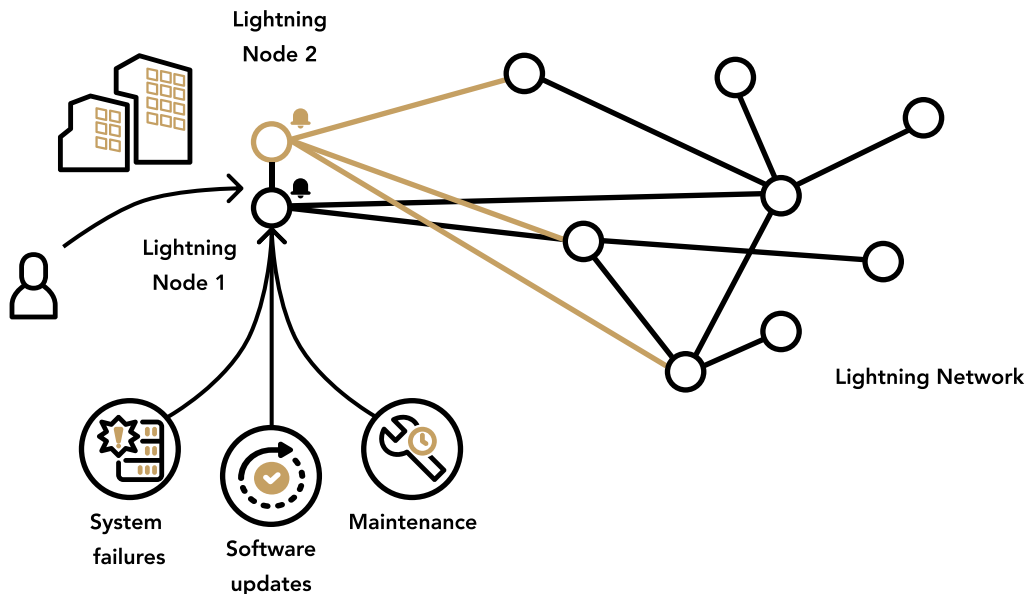 Lightning
Node 2
Lightning
Node 1
Lightning Network
System
failures
Software
updates
Maintenance